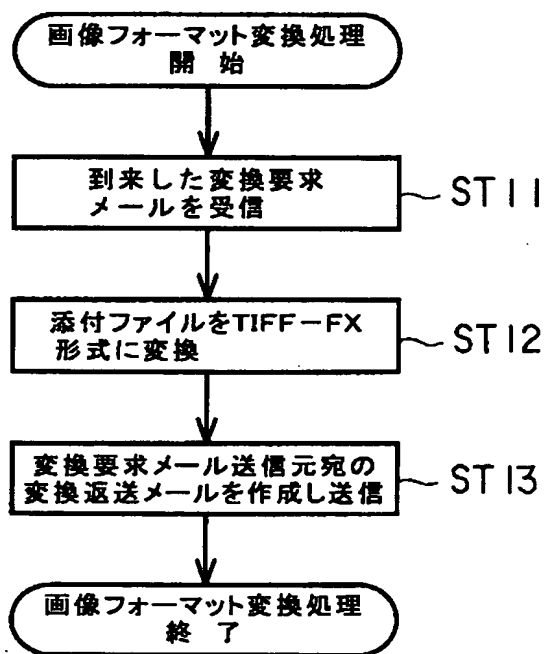 画像フォーマット変換処理
開始
到来した変換要求
メールを受信
ST11
添付ファイルをTIFF-FX
形式に変換
ST12
変換要求メール送信元宛の
変換返送メールを作成し送信
ST13
画像フォーマット変換処理
終了